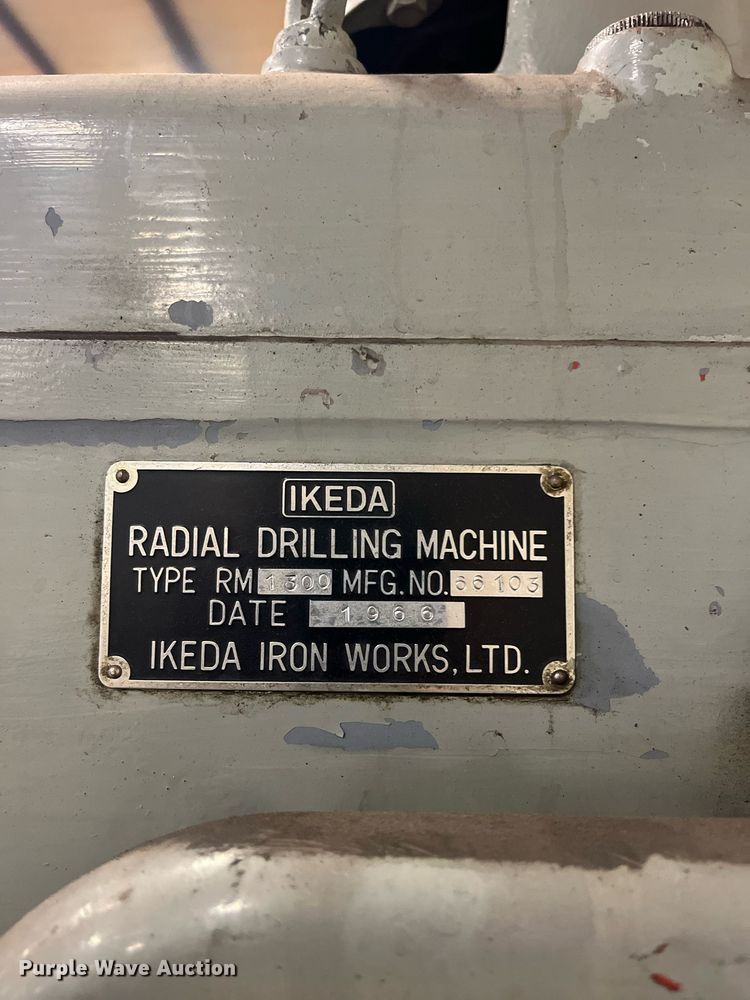 IKEDA
RADIAL DRILLING MACHINE
TYPE RM 1300 MFG.NO. 66103
DATE 1966
IKEDA IRON WORKS, LTD.
Purple Wave Auction